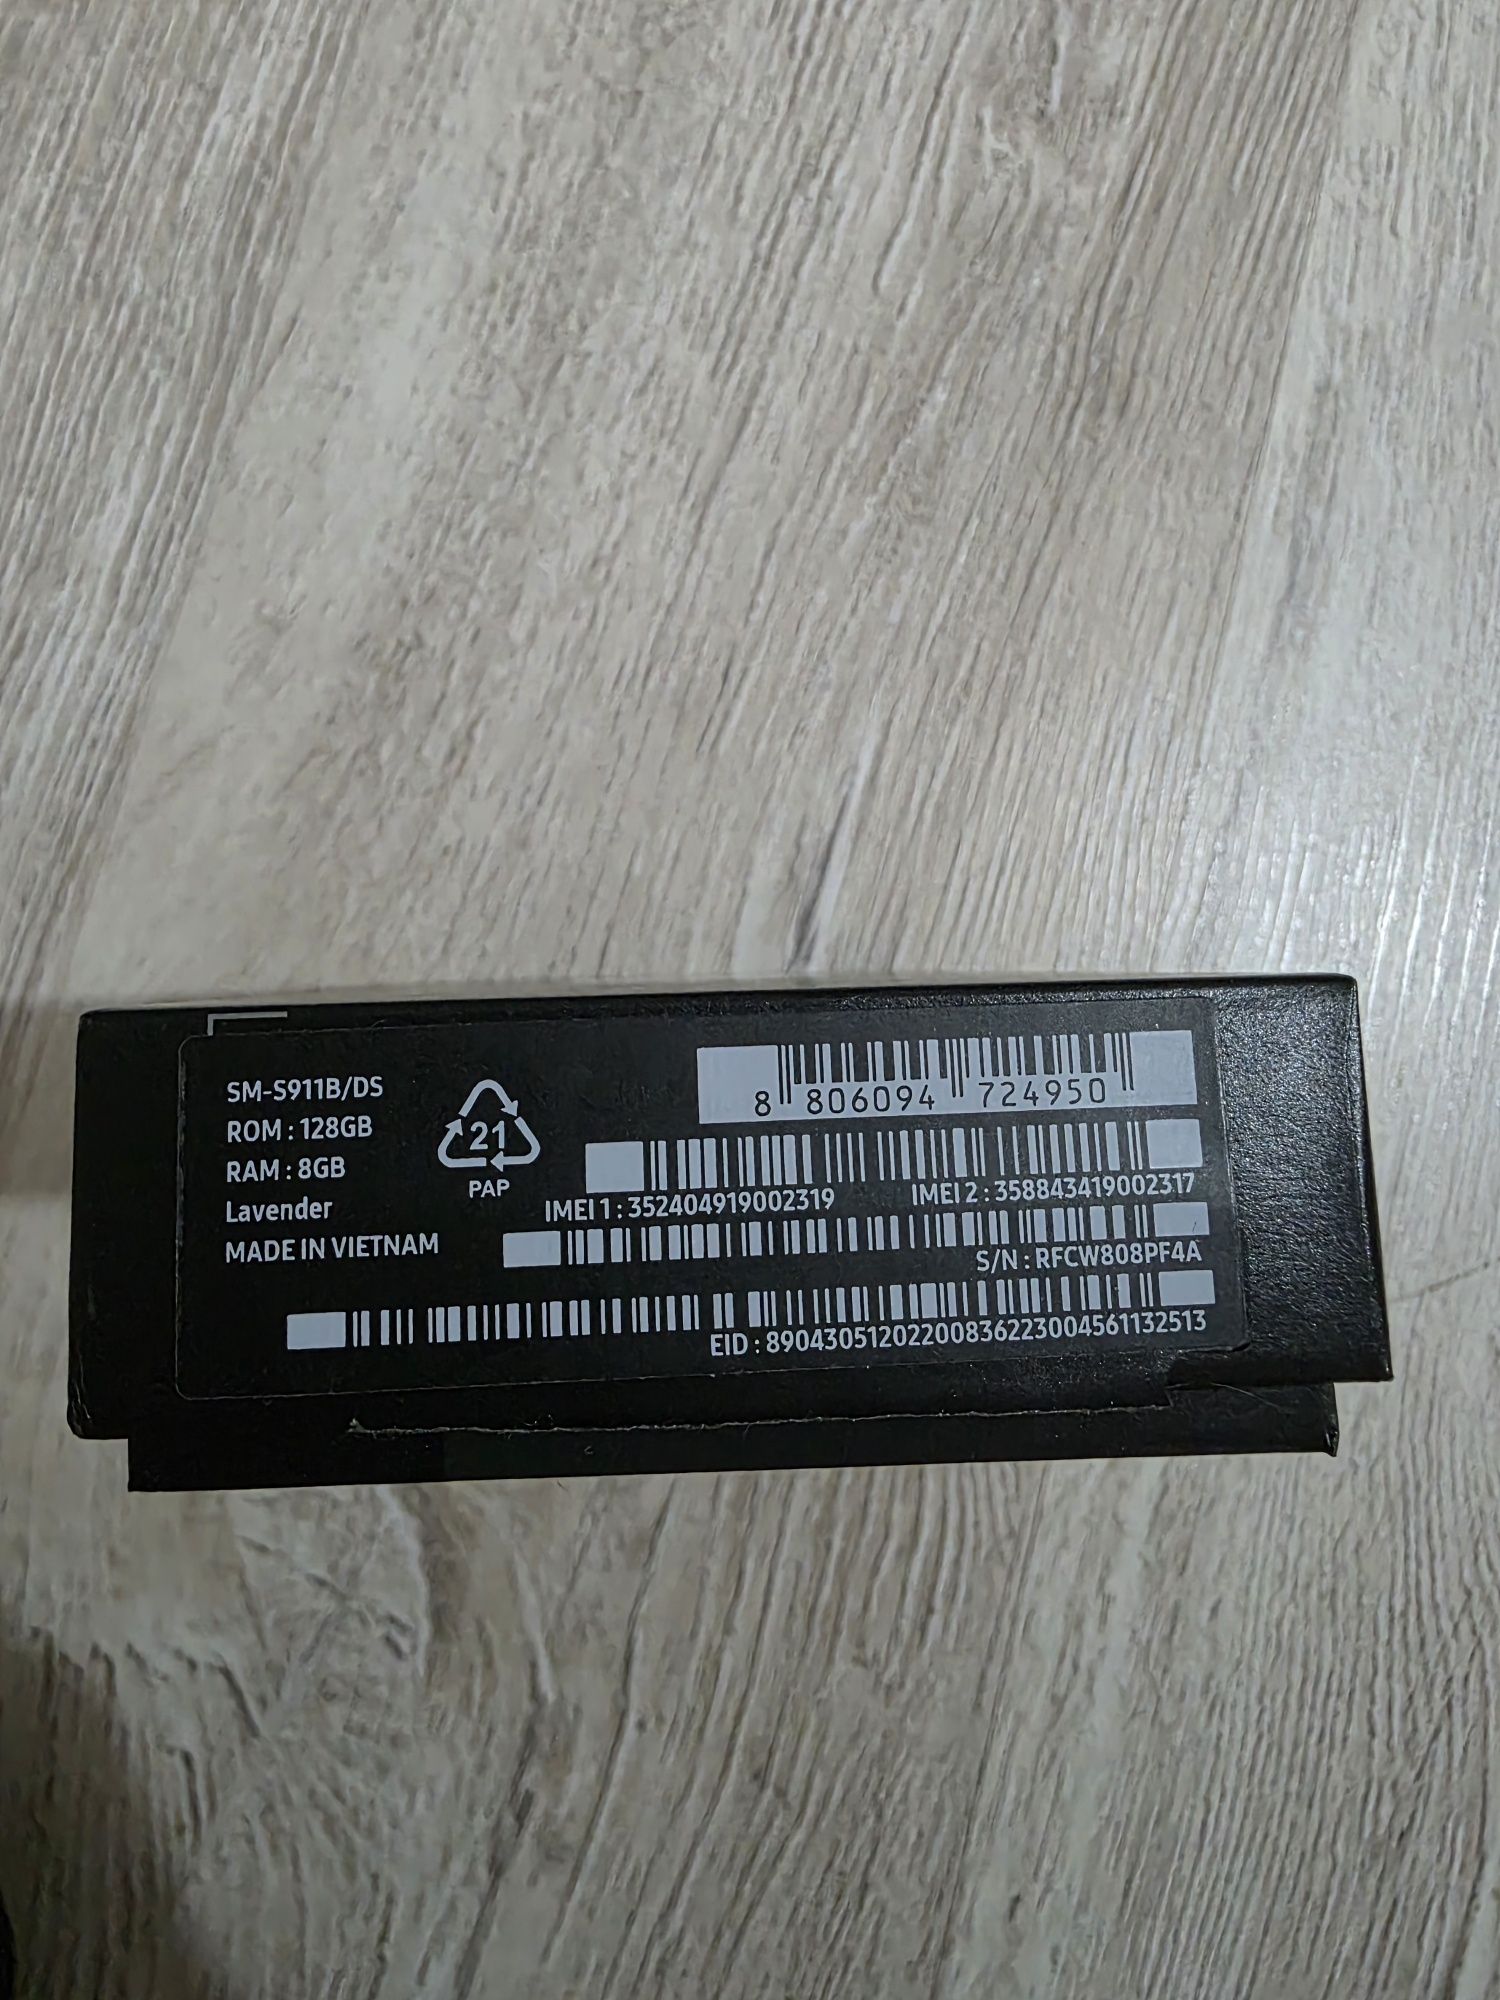 SM-S911B/DS
ROM : 128GB
RAM : 8GB
Lavender
MADE IN VIETNAM
21
PAP
8 806094 724950
IMEI 1 : 352404919002319 IMEI 2 : 358843419002317
S/N : RFCW808PF4A
EID : 89043051202200836223004561132513